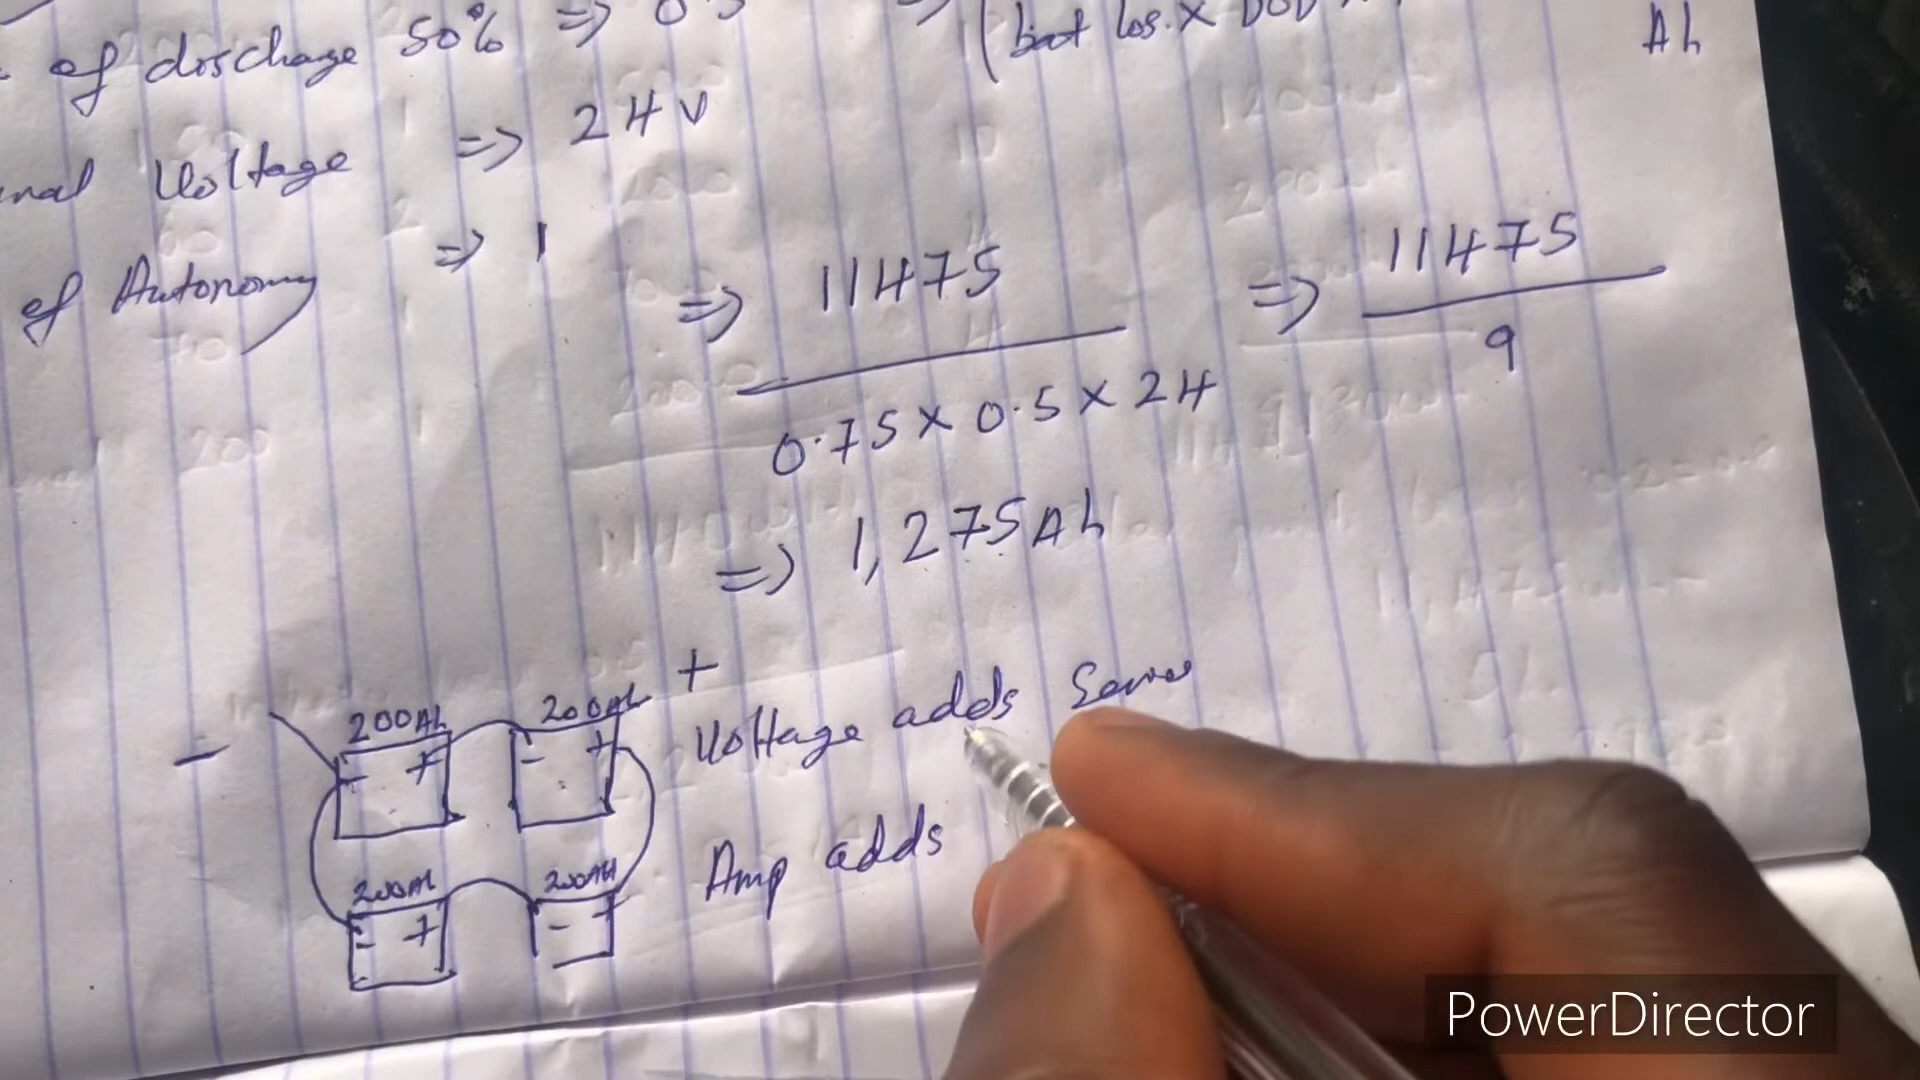 of discharge 50% => 0.5 =>
(bat los. x DOD x
Ah
Voltage => 24V
of Autonomy => 1
=> 11475
0.75 x 0.5 x 24
=> 11475
9
=> 1,275Ah
+
-
200Ah 200Ah
- + - +
200Ah 200Ah
- + - +
Voltage adds Series
Amp adds
PowerDirector